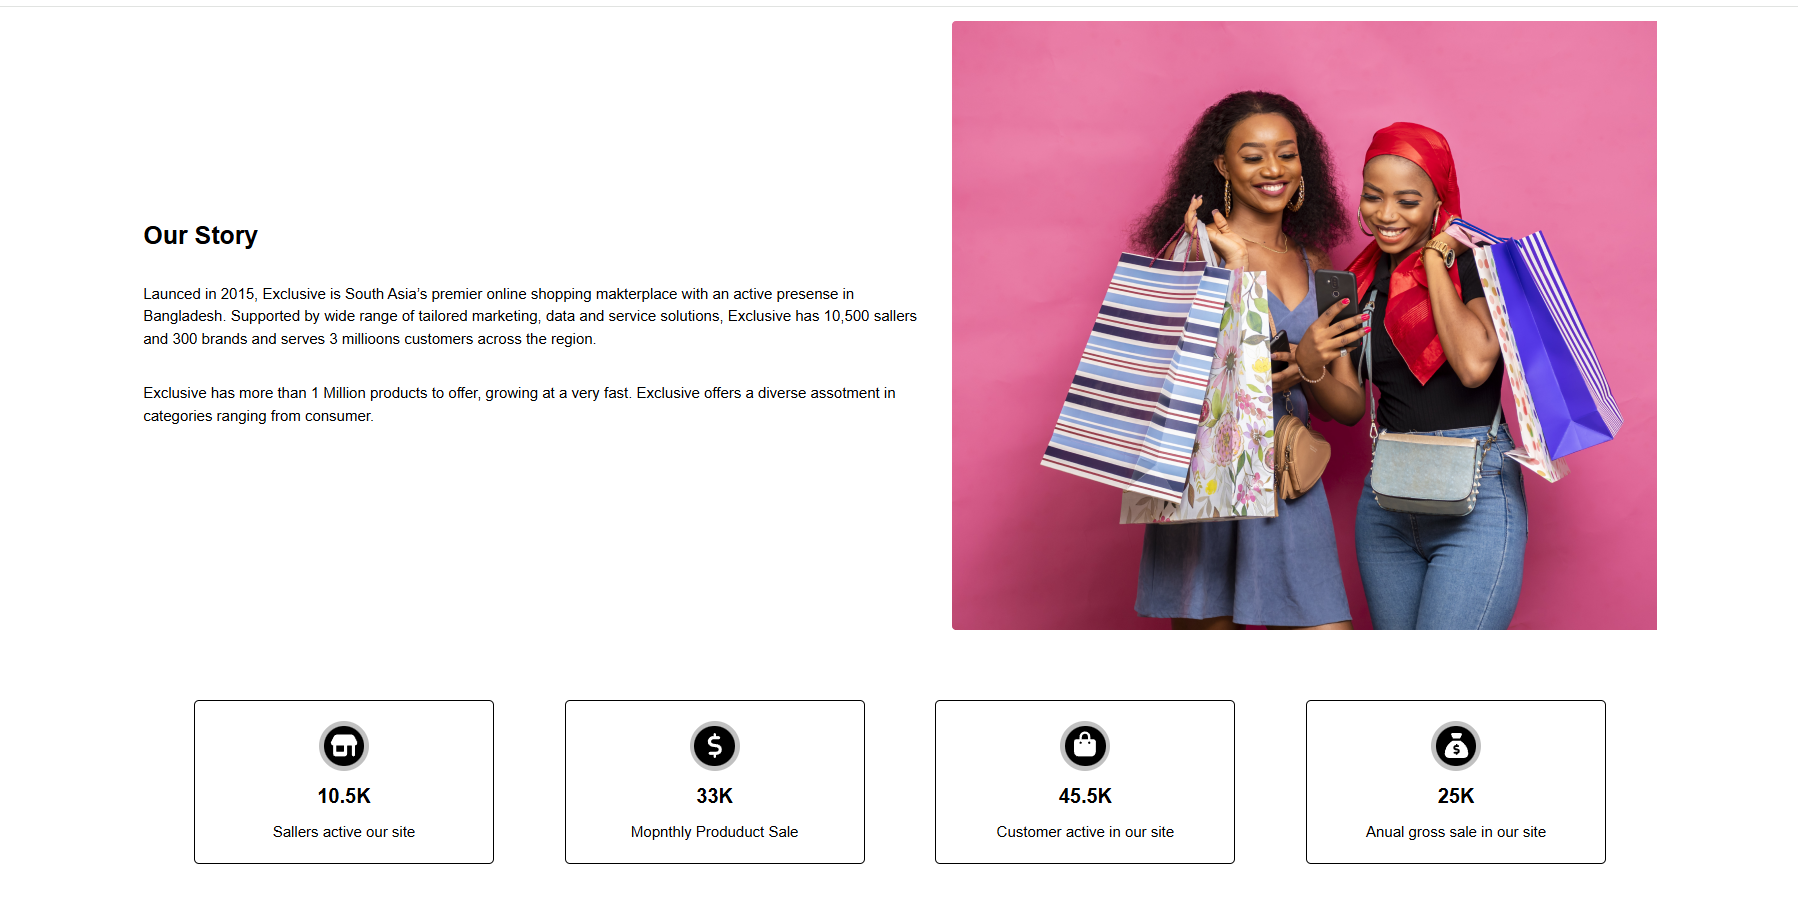 Our Story
Launced in 2015, Exclusive is South Asia’s premier online shopping makterplace with an active presense in
Bangladesh. Supported by wide range of tailored marketing, data and service solutions, Exclusive has 10,500 sallers
and 300 brands and serves 3 millioons customers across the region.
Exclusive has more than 1 Million products to offer, growing at a very fast. Exclusive offers a diverse assotment in
categories ranging from consumer.
10.5K
Sallers active our site
33K
Mopnthly Produduct Sale
45.5K
Customer active in our site
25K
Anual gross sale in our site